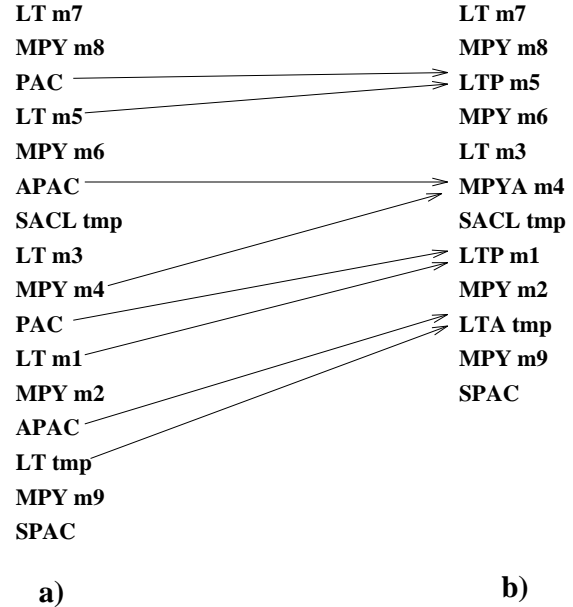 LT m7
MPY m8
PAC
LT m5
MPY m6
APAC
SACL tmp
LT m3
MPY m4
PAC
LT m1
MPY m2
APAC
LT tmp
MPY m9
SPAC
a)
LT m7
MPY m8
LTP m5
MPY m6
LT m3
MPYA m4
SACL tmp
LTP m1
MPY m2
LTA tmp
MPY m9
SPAC
b)